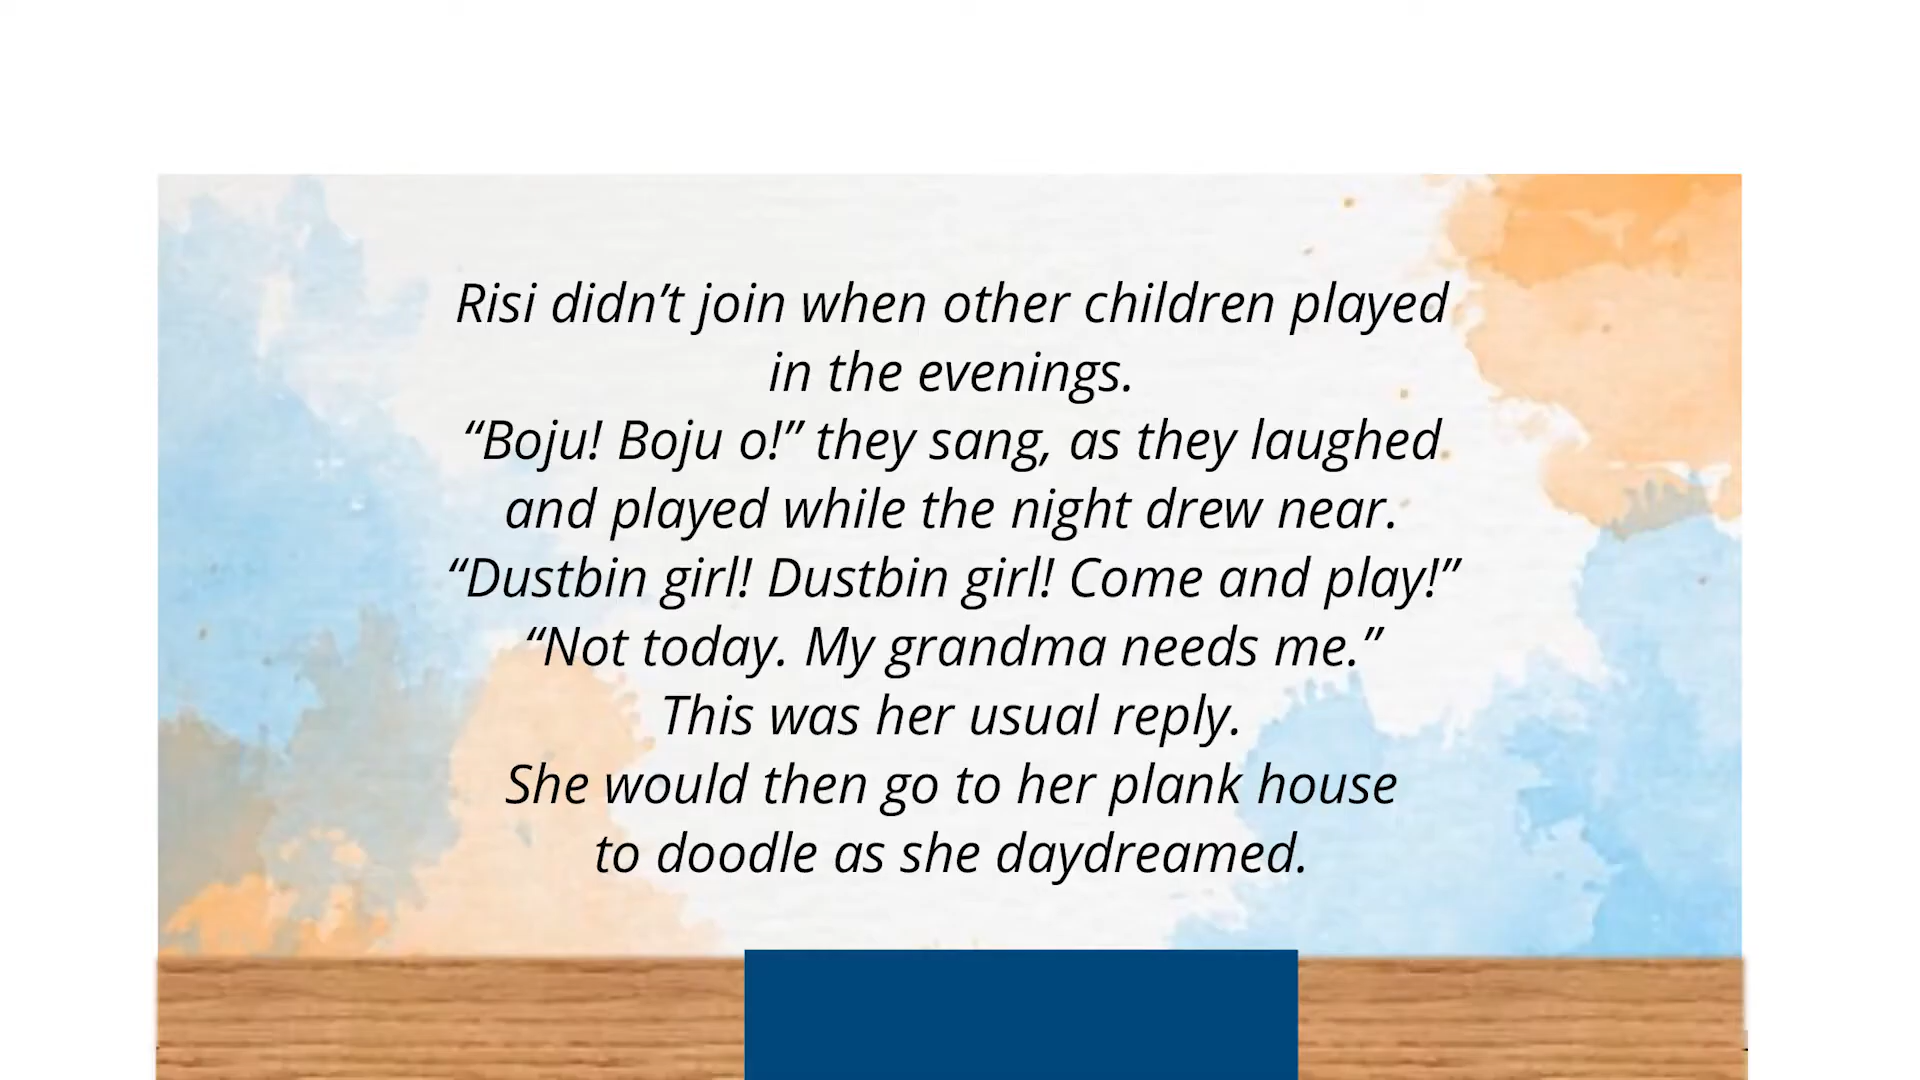 Risi didn’t join when other children played
in the evenings.
“Boju! Boju o!” they sang, as they laughed
and played while the night drew near.
“Dustbin girl! Dustbin girl! Come and play!”
“Not today. My grandma needs me.”
This was her usual reply.
She would then go to her plank house
to doodle as she daydreamed.